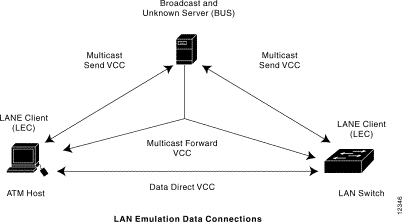 Broadcast and
Unknown Server (BUS)
Multicast
Send VCC
Multicast
Send VCC
LANE Client
(LEC)
LANE Client
(LEC)
Multicast Forward
VCC
Data Direct VCC
ATM Host
LAN Switch
12346
LAN Emulation Data Connections